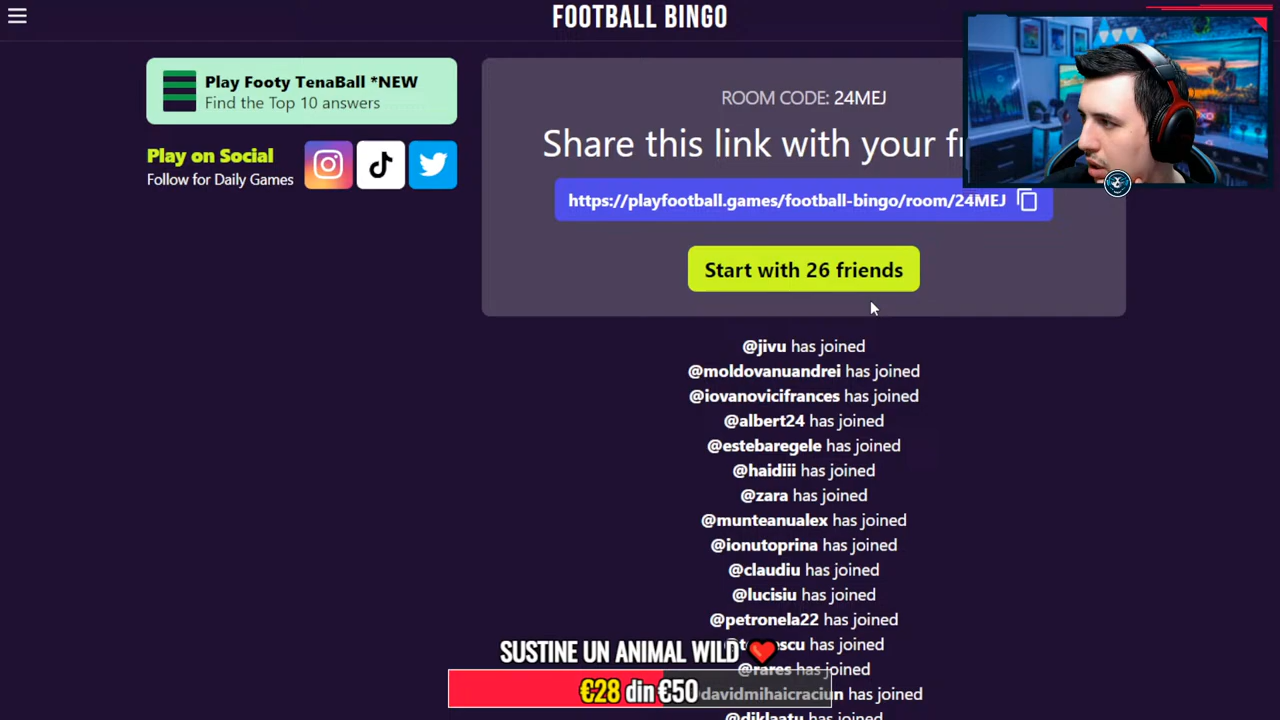 FOOTBALL BINGO
Play Footy TenaBall *NEW
Find the Top 10 answers
Play on Social
Follow for Daily Games
ROOM CODE: 24MEJ
Share this link with your
https://playfootball.games/football-bingo/room/24MEJ
Start with 26 friends
@jivu has joined
@moldovanuandrei has joined
@iovanovicifrances has joined
@albert24 has joined
@estebaregele has joined
@haidiii has joined
@zara has joined
@munteanualex has joined
@ionutoprina has joined
@claudiu has joined
@lucisiu has joined
@petronela22 has joined
has joined
SUSTINE UN ANIMAL WILD ❤
@rares has joined
€28 din €50
davidmihaicraciun has joined
@diklaatu has joined